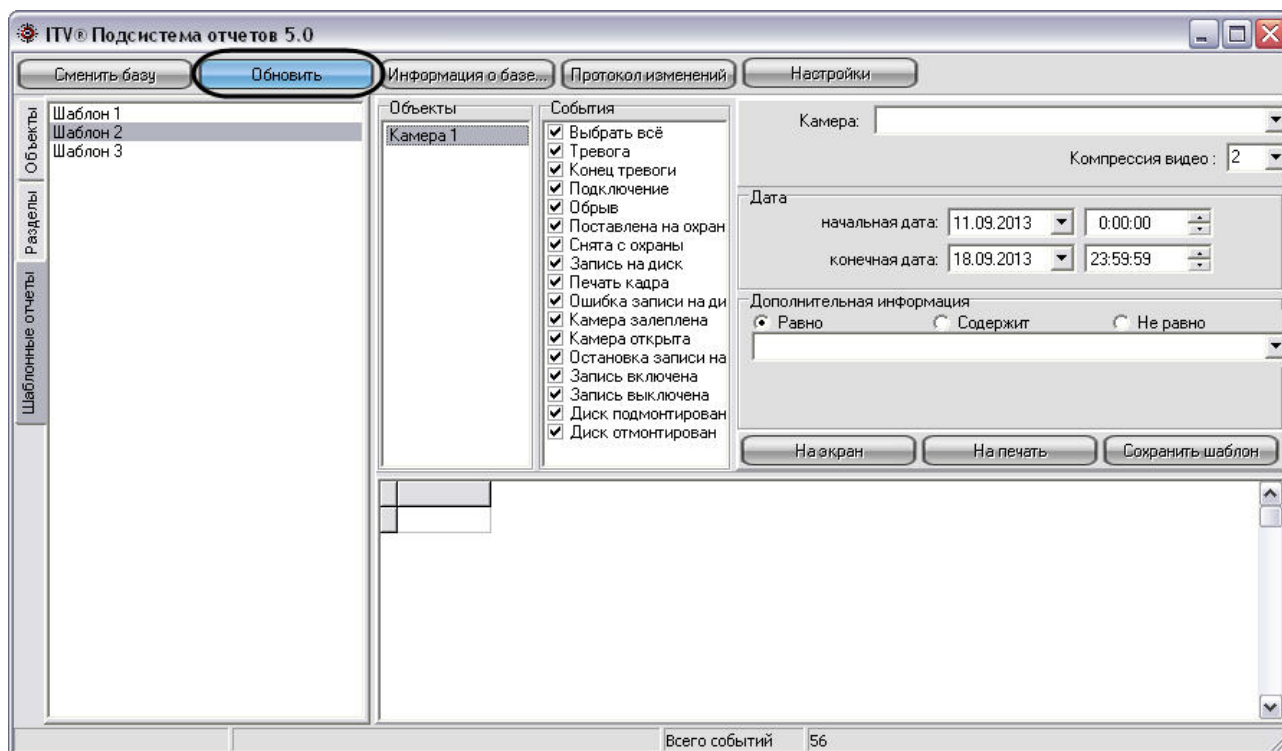 ITV® Подсистема отчетов 5.0
Сменить базу
Обновить
Информация о базе...
Протокол изменений
Настройки
Объекты
Разделы
Шаблонные отчеты
Шаблон 1
Шаблон 2
Шаблон 3
Объекты
Камера 1
События
Выбрать всё
Тревога
Конец тревоги
Подключение
Обрыв
Поставлена на охран
Снята с охраны
Запись на диск
Печать кадра
Ошибка записи на ди
Камера залеплена
Камера открыта
Остановка записи на
Запись включена
Запись выключена
Диск подмонтирован
Диск отмонтирован
Камера:
Компрессия видео : 2
Дата
начальная дата: 11.09.2013 0:00:00
конечная дата: 18.09.2013 23:59:59
Дополнительная информация
Равно Содержит Не равно
На экран
На печать
Сохранить шаблон
Всего событий 56